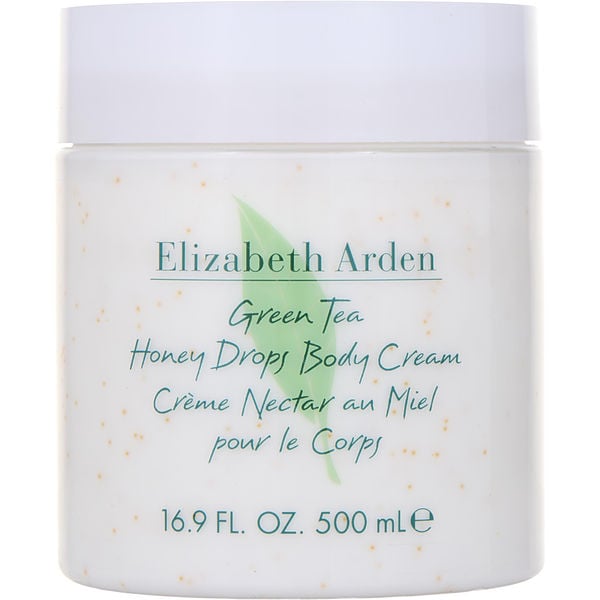 Elizabeth Arden
Green Tea
Honey Drops Body Cream
Crème Nectar au Miel
pour le Corps
16.9 FL. OZ. 500 mL℮